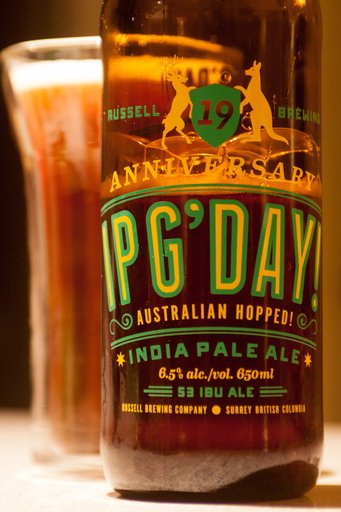 RUSSELL 19 BREWING
ANNIVERSARY
IPG'DAY!
AUSTRALIAN HOPPED!
INDIA PALE ALE
6.5% alc./vol. 650ml
53 IBU ALE
RUSSELL BREWING COMPANY SURREY BRITISH COLUMBIA